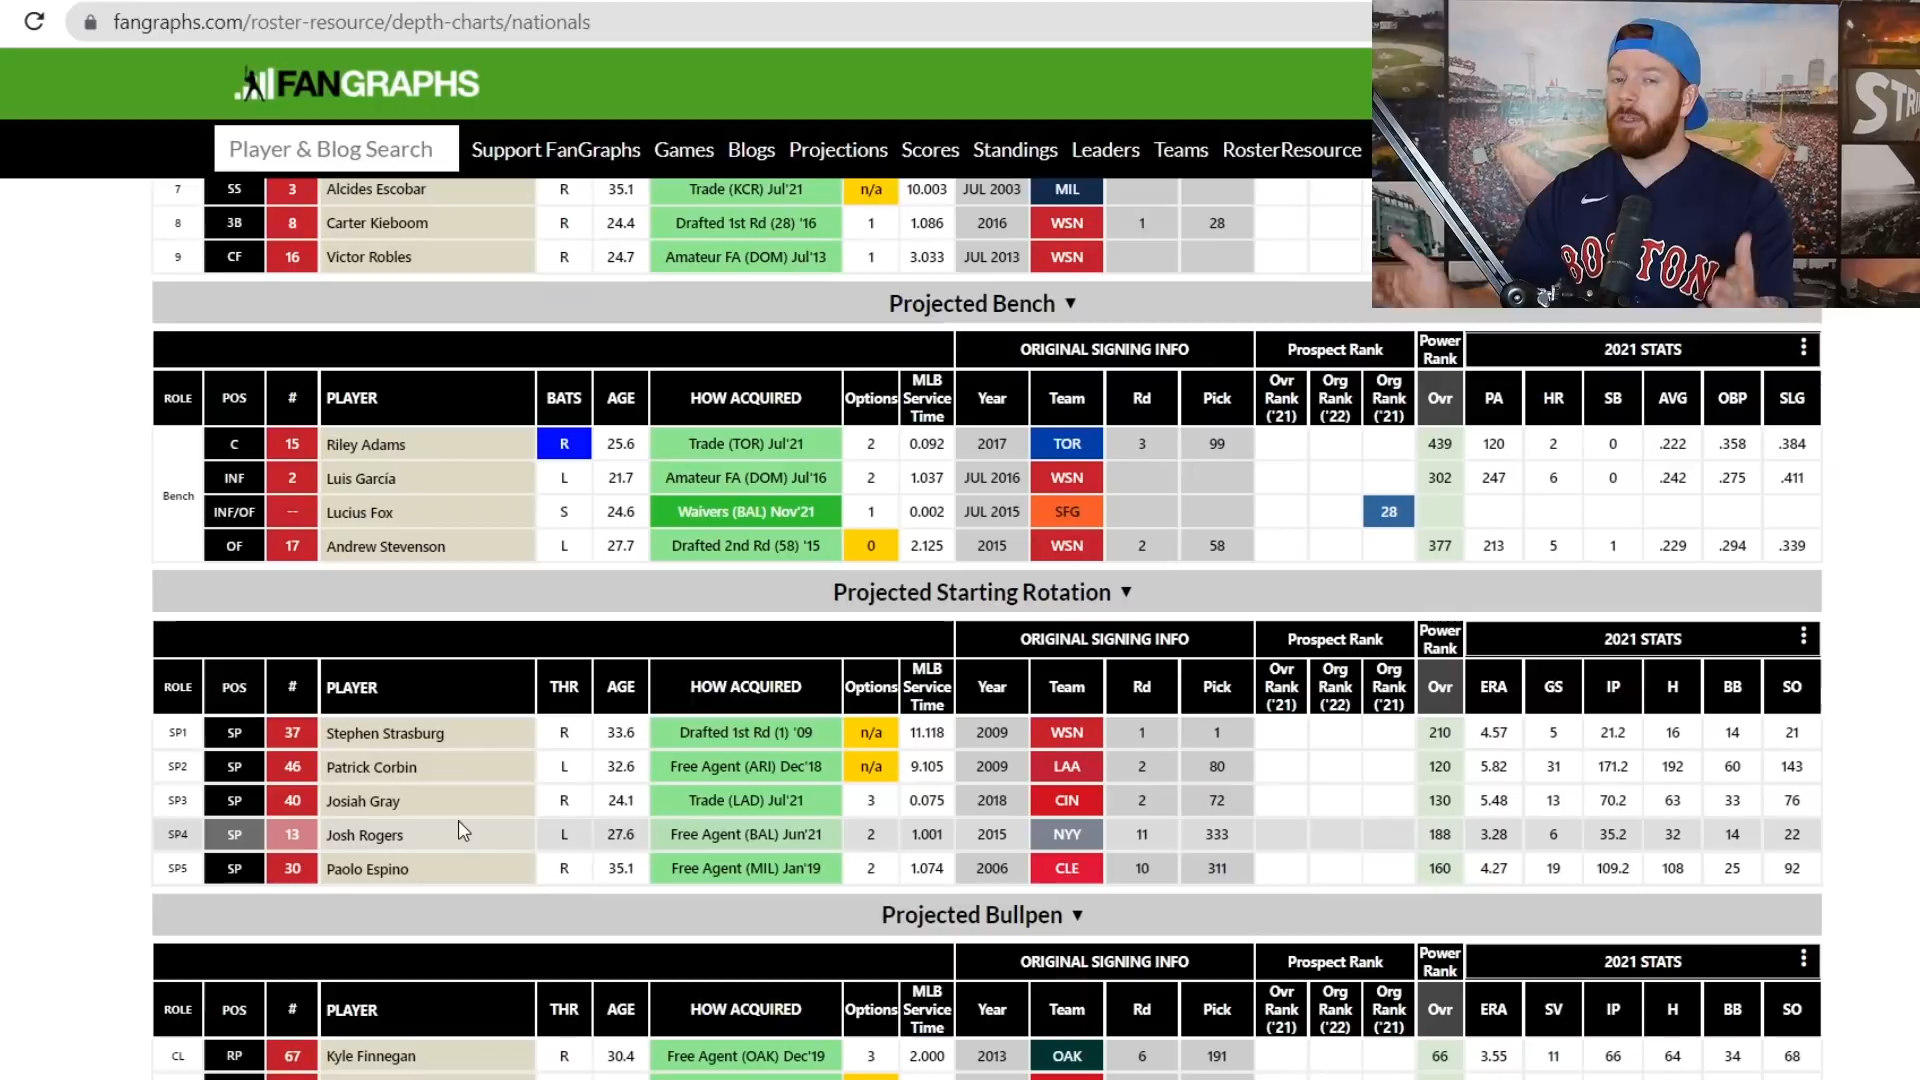 fangraphs.com/roster-resource/depth-charts/nationals
FANGRAPHS
Player & Blog Search Support FanGraphs Games Blogs Projections Scores Standings Leaders Teams RosterResource
STRI
BOSTON
7 SS 3 Alcides Escobar R 35.1 Trade (KCR) Jul'21 n/a 10.003 JUL 2003 MIL
8 3B 8 Carter Kieboom R 24.4 Drafted 1st Rd (28) '16 1 1.086 2016 WSN 1 28
9 CF 16 Victor Robles R 24.7 Amateur FA (DOM) Jul'13 1 3.033 JUL 2013 WSN
Projected Bench ▼
ORIGINAL SIGNING INFO Prospect Rank Power Rank 2021 STATS
ROLE POS # PLAYER BATS AGE HOW ACQUIRED Options MLB Service Time Year Team Rd Pick Ovr Rank ('21) Org Rank ('22) Org Rank ('21) Ovr PA HR SB AVG OBP SLG
Bench
C 15 Riley Adams R 25.6 Trade (TOR) Jul'21 2 0.092 2017 TOR 3 99 439 120 2 0 .222 .358 .384
INF 2 Luis García L 21.7 Amateur FA (DOM) Jul'16 2 1.037 JUL 2016 WSN 302 247 6 0 .242 .275 .411
INF/OF -- Lucius Fox S 24.6 Waivers (BAL) Nov'21 1 0.002 JUL 2015 SFG 28
OF 17 Andrew Stevenson L 27.7 Drafted 2nd Rd (58) '15 0 2.125 2015 WSN 2 58 377 213 5 1 .229 .294 .339
Projected Starting Rotation ▼
ORIGINAL SIGNING INFO Prospect Rank Power Rank 2021 STATS
ROLE POS # PLAYER THR AGE HOW ACQUIRED Options MLB Service Time Year Team Rd Pick Ovr Rank ('21) Org Rank ('22) Org Rank ('21) Ovr ERA GS IP H BB SO
SP1 SP 37 Stephen Strasburg R 33.6 Drafted 1st Rd (1) '09 n/a 11.118 2009 WSN 1 1 210 4.57 5 21.2 16 14 21
SP2 SP 46 Patrick Corbin L 32.6 Free Agent (ARI) Dec'18 n/a 9.105 2009 LAA 2 80 120 5.82 31 171.2 192 60 143
SP3 SP 40 Josiah Gray R 24.1 Trade (LAD) Jul'21 3 0.075 2018 CIN 2 72 130 5.48 13 70.2 63 33 76
SP4 SP 13 Josh Rogers L 27.6 Free Agent (BAL) Jun'21 2 1.001 2015 NYY 11 333 188 3.28 6 35.2 32 14 22
SP5 SP 30 Paolo Espino R 35.1 Free Agent (MIL) Jan'19 2 1.074 2006 CLE 10 311 160 4.27 19 109.2 108 25 92
Projected Bullpen ▼
ORIGINAL SIGNING INFO Prospect Rank Power Rank 2021 STATS
ROLE POS # PLAYER THR AGE HOW ACQUIRED Options MLB Service Time Year Team Rd Pick Ovr Rank ('21) Org Rank ('22) Org Rank ('21) Ovr ERA SV IP H BB SO
CL RP 67 Kyle Finnegan R 30.4 Free Agent (OAK) Dec'19 3 2.000 2013 OAK 6 191 66 3.55 11 66 64 34 68